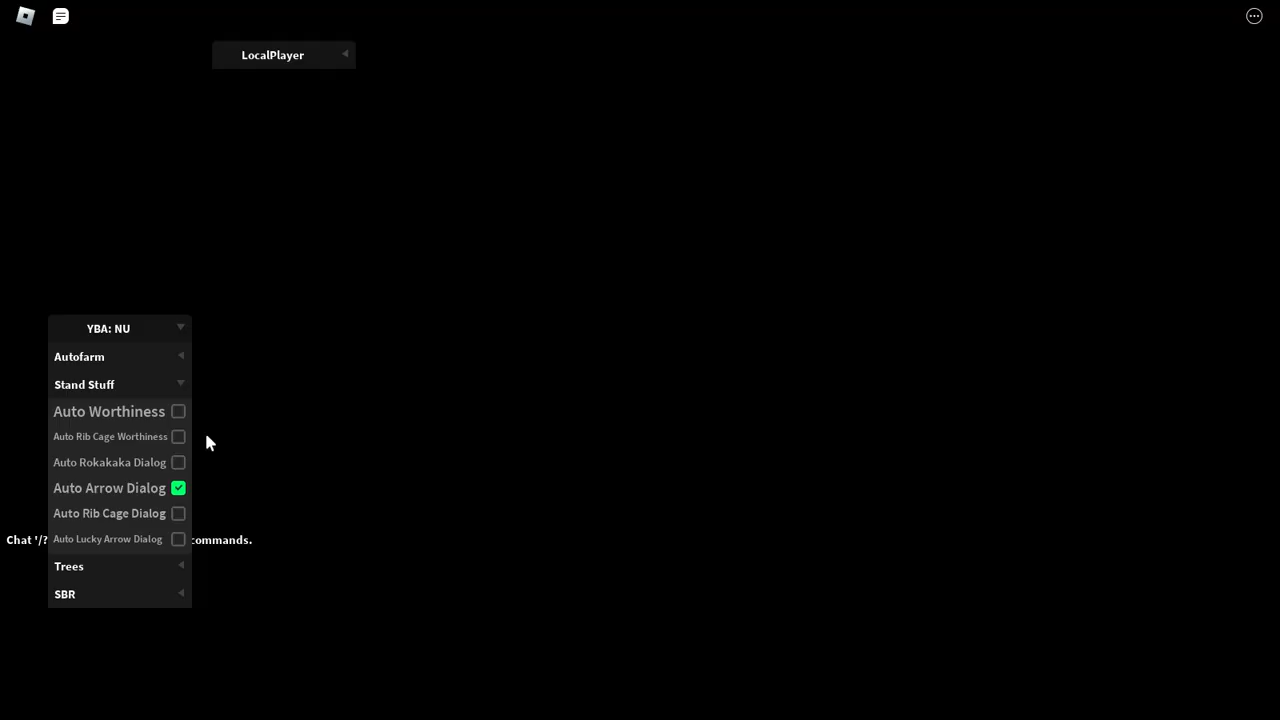 LocalPlayer
YBA: NU
Autofarm
Stand Stuff
Auto Worthiness
Auto Rib Cage Worthiness
Auto Rokakaka Dialog
Auto Arrow Dialog
Auto Rib Cage Dialog
Chat '/? commands.
Auto Lucky Arrow Dialog
Trees
SBR